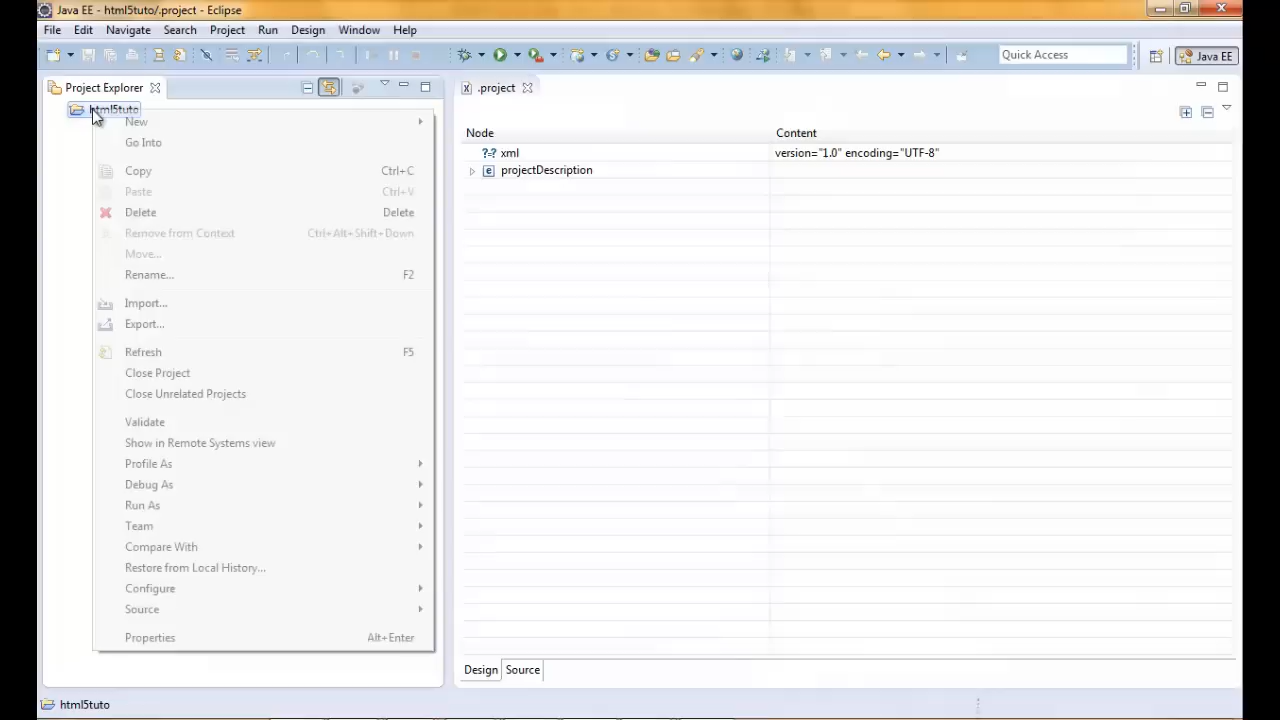 Java EE - html5tuto/.project - Eclipse
File Edit Navigate Search Project Run Design Window Help
Quick Access
Java EE
Project Explorer
.project
html5tuto
New
Go Into
Copy Ctrl+C
Paste Ctrl+V
Delete Delete
Remove from Context Ctrl+Alt+Shift+Down
Move...
Rename... F2
Import...
Export...
Refresh F5
Close Project
Close Unrelated Projects
Validate
Show in Remote Systems view
Profile As
Debug As
Run As
Team
Compare With
Restore from Local History...
Configure
Source
Properties Alt+Enter
Node Content
xml version="1.0" encoding="UTF-8"
projectDescription
Design Source
html5tuto